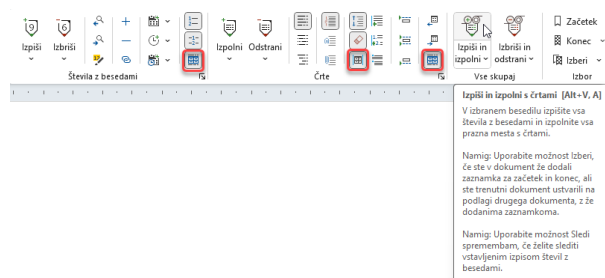 Izpiši
Izbriši
Izpolni
Odstrani
Izpiši in
izpolni
Izbriši in
odstrani
Začetek
Konec
Izberi
Števila z besedami
Črte
Vse skupaj
Izbor
Izpiši in izpolni s črtami [Alt+V, A]
V izbranem besedilu izpišite vsa
števila z besedami in izpolnite vsa
prazna mesta s črtami.
Namig: Uporabite možnost Izberi,
če ste v dokument že dodali
zaznamka za začetek in konec, ali
ste trenutni dokument ustvarili na
podlagi drugega dokumenta, z že
dodanima zaznamkoma.
Namig: Uporabite možnost Sledi
spremembam, če želite slediti
vstavljenim izpisom števil z
besedami.